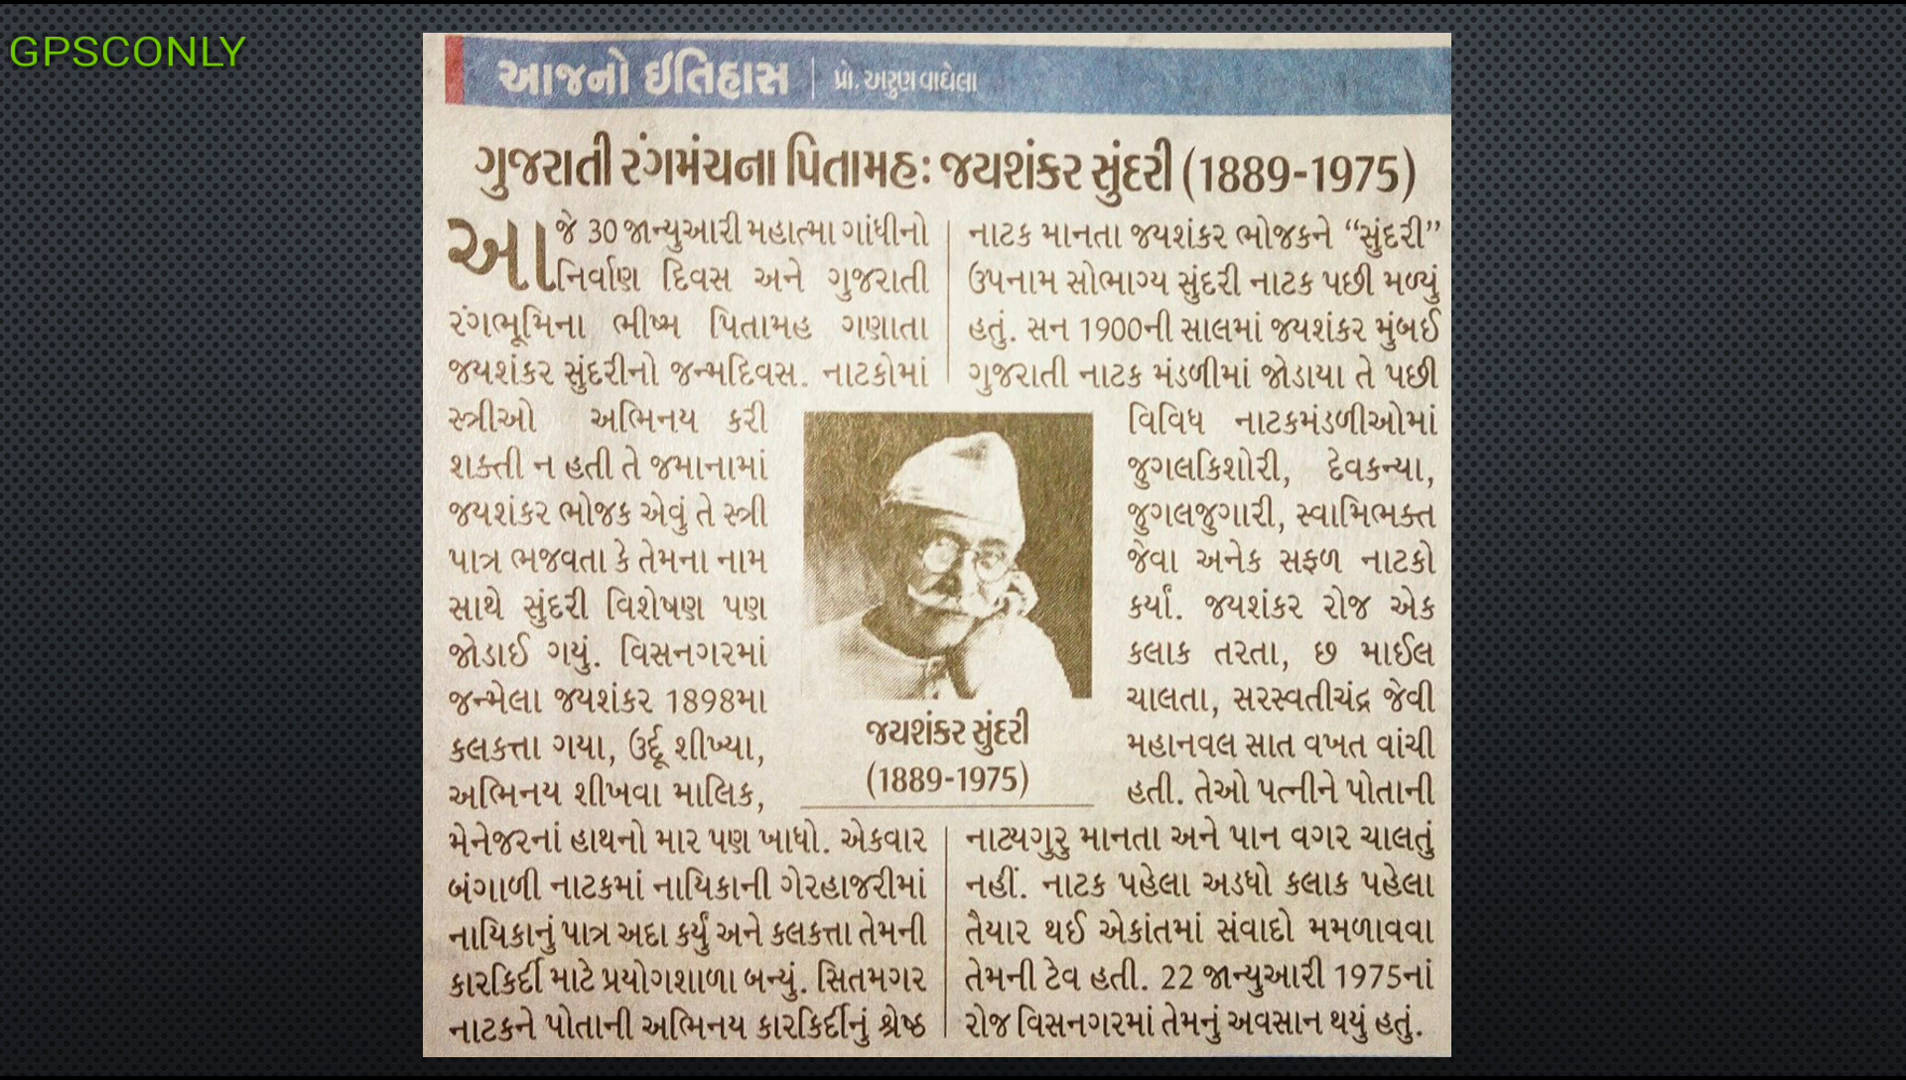 GPSCONLY
આજનો ઈતિહાસ | પ્રો. અરુણ વાઘેલા
ગુજરાતી રંગમંચના પિતામહ: જયશંકર સુંદરી (1889-1975)
આજે 30 જાન્યુઆરી મહાત્મા ગાંધીનો
નિર્વાણ દિવસ અને ગુજરાતી
રંગભૂમિના ભીષ્મ પિતામહ ગણાતા
જયશંકર સુંદરીનો જન્મદિવસ. નાટકોમાં
સ્ત્રીઓ અભિનય કરી
શક્તી ન હતી તે જમાનામાં
જયશંકર ભોજક એવું તે સ્ત્રી
પાત્ર ભજવતા કે તેમના નામ
સાથે સુંદરી વિશેષણ પણ
જોડાઈ ગયું. વિસનગરમાં
જન્મેલા જયશંકર 1898મા
કલકત્તા ગયા, ઉર્દૂ શીખ્યા,
અભિનય શીખવા માલિક,
મેનેજરનાં હાથનો માર પણ ખાધો. એકવાર
બંગાળી નાટકમાં નાયિકાની ગેરહાજરીમાં
નાયિકાનું પાત્ર અદા કર્યું અને કલકત્તા તેમની
કારકિર્દી માટે પ્રયોગશાળા બન્યું. સિતમગર
નાટકને પોતાની અભિનય કારકિર્દીનું શ્રેષ્ઠ
નાટક માનતા જયશંકર ભોજકને “સુંદરી”
ઉપનામ સોભાગ્ય સુંદરી નાટક પછી મળ્યું
હતું. સન 1900ની સાલમાં જયશંકર મુંબઈ
ગુજરાતી નાટક મંડળીમાં જોડાયા તે પછી
વિવિધ નાટકમંડળીઓમાં
જુગલકિશોરી, દેવકન્યા,
જુગલજુગારી, સ્વામિભક્ત
જેવા અનેક સફળ નાટકો
કર્યાં. જયશંકર રોજ એક
કલાક તરતા, છ માઈલ
ચાલતા, સરસ્વતીચંદ્ર જેવી
મહાનવલ સાત વખત વાંચી
હતી. તેઓ પત્નીને પોતાની
નાટ્યગુરુ માનતા અને પાન વગર ચાલતું
નહીં. નાટક પહેલા અડધો કલાક પહેલા
તૈયાર થઈ એકાંતમાં સંવાદો મમળાવવા
તેમની ટેવ હતી. 22 જાન્યુઆરી 1975નાં
રોજ વિસનગરમાં તેમનું અવસાન થયું હતું.
જયશંકર સુંદરી
(1889-1975)